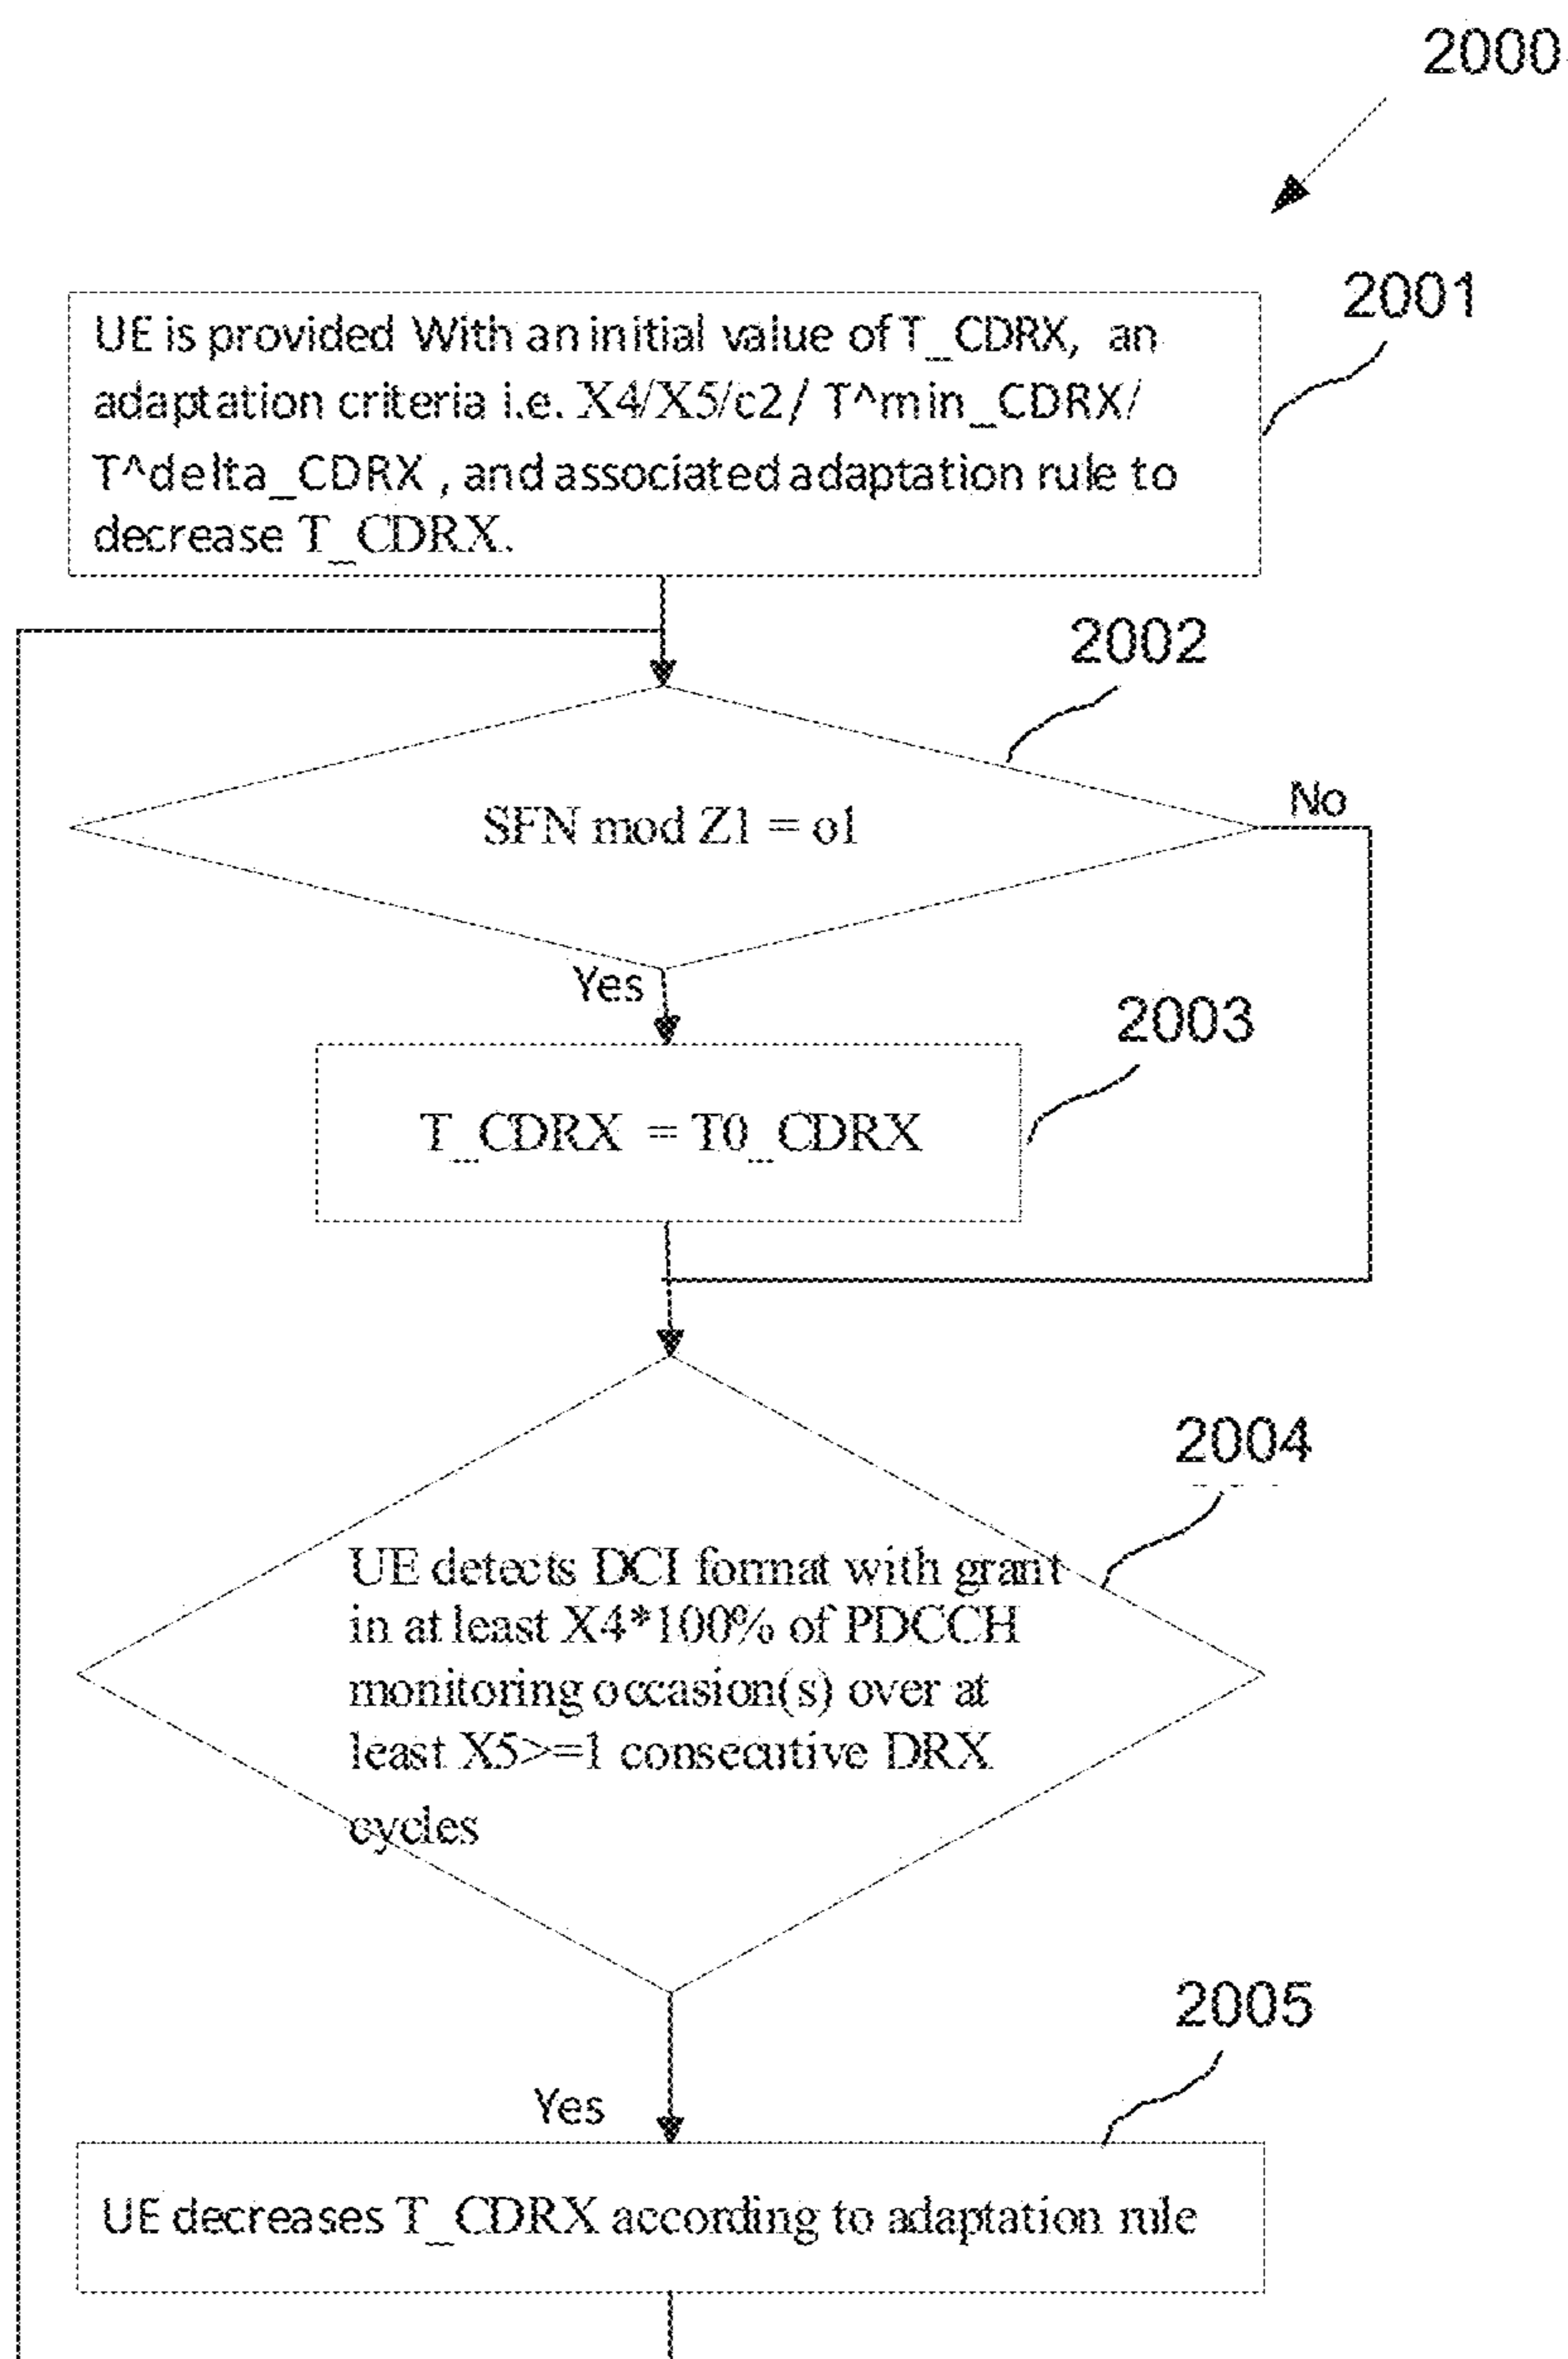 2000
2001
UE is provided With an initial value of T_CDRX, an
adaptation criteria i.e. X4/X5/c2/ T^min_CDRX/
T^delta_CDRX , and associated adaptation rule to
decrease T_CDRX.
2002
SFN mod Z1 = o1
No
Yes
2003
T_CDRX = T0_CDRX
2004
UE detects DCI format with grant
in at least X4*100% of PDCCH
monitoring occasion(s) over at
least X5>=1 consecutive DRX
cycles
2005
Yes
UE decreases T_CDRX according to adaptation rule